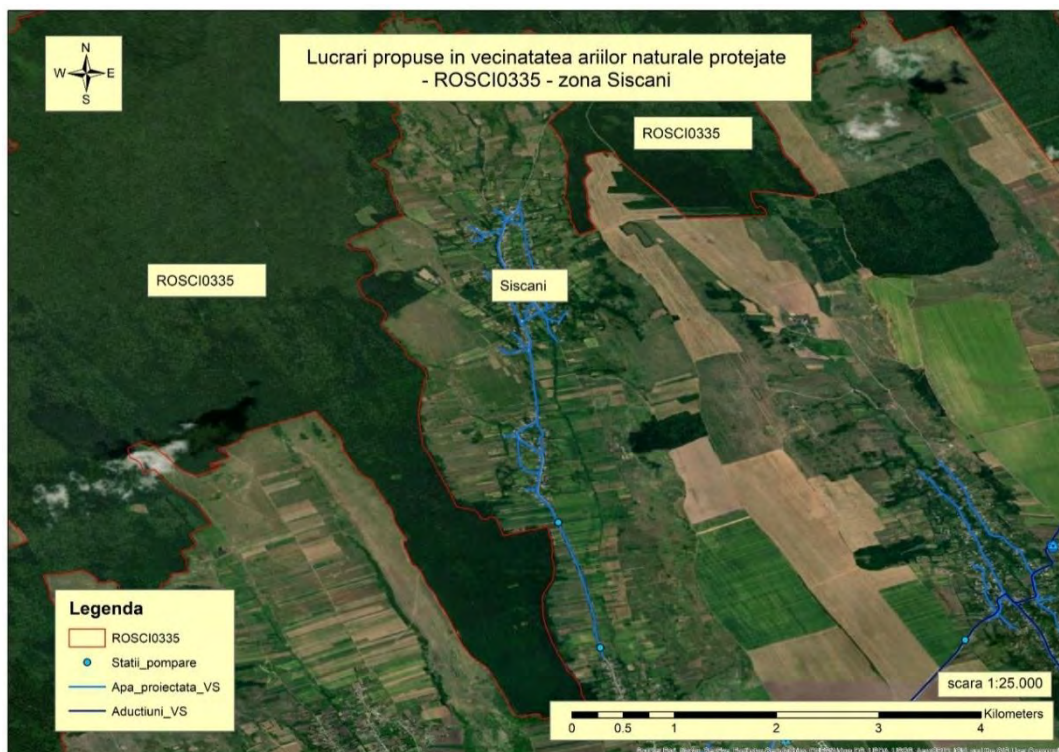 N
W E
S
Lucrari propuse in vecinatatea ariilor naturale protejate
- ROSCI0335 - zona Siscani
ROSCI0335
ROSCI0335
Siscani
Legenda
ROSCI0335
Statii_pompare
Apa_proiectata_VS
Aductiuni_VS
scara 1:25.000
Kilometers
0 0.5 1 2 3 4